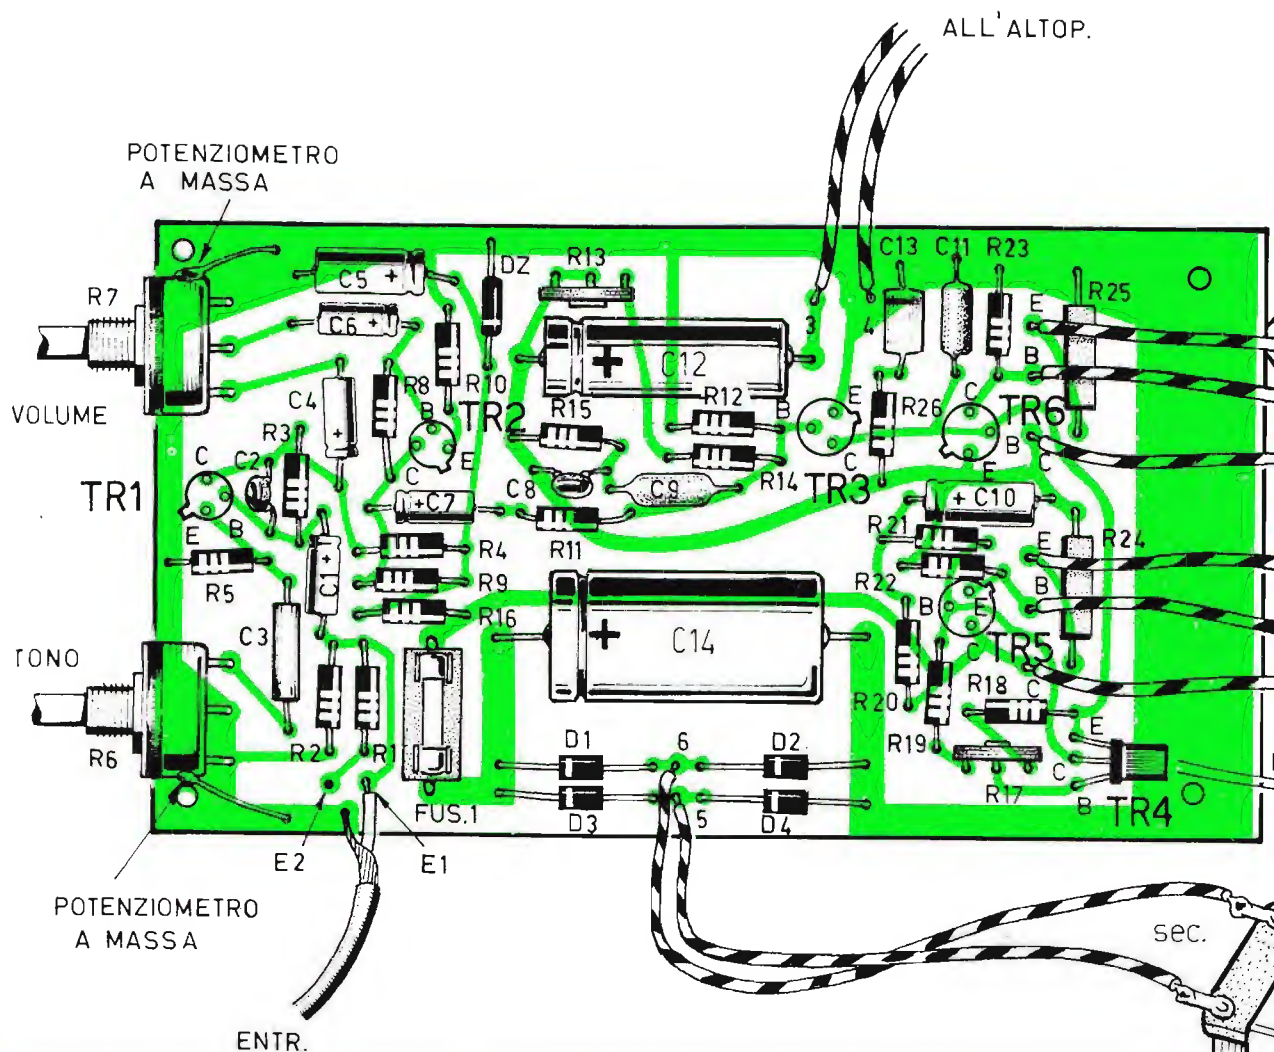 ALL'ALTOP.
POTENZIOMETRO
A MASSA
C13 C11 R23
DZ R13
R7 C5 + E R25
C6 + 3 4
C12 + B
R8 R10
VOLUME C4 + B TR2 R15 R12 B E R26 C TR6
R3
C C2 C E C8 C9 R14 C TR3 B C
TR1 E
B +C7 + C10
E R11 R21 R24
R5 C1 + R4 E
R9 R22 B
R16 B E
C3 C14 + TR5
TONO C
R20 R18 C
R6 R2 R1 R19 E
D1 6 D2 C
FUS.1 R17 B TR4
D3 5 D4
E2 E1
POTENZIOMETRO
A MASSA
sec.
ENTR.